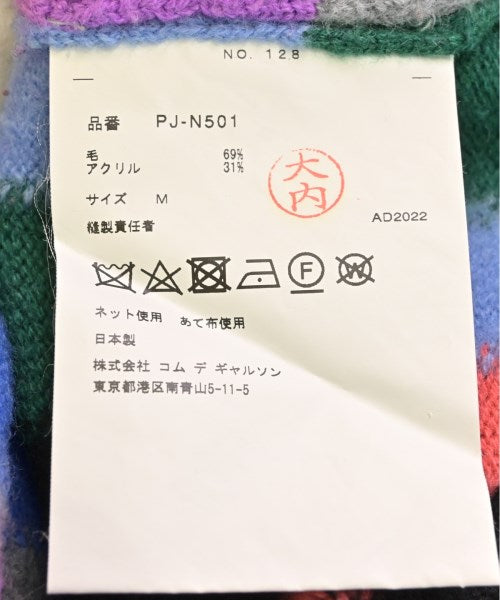 NO. 128
品番 PJ-N501
毛 69%
アクリル 31%
サイズ M
縫製責任者
大内
AD2022
F
W
ネット使用 あて布使用
日本製
株式会社 コム デ ギャルソン
東京都港区南青山5-11-5